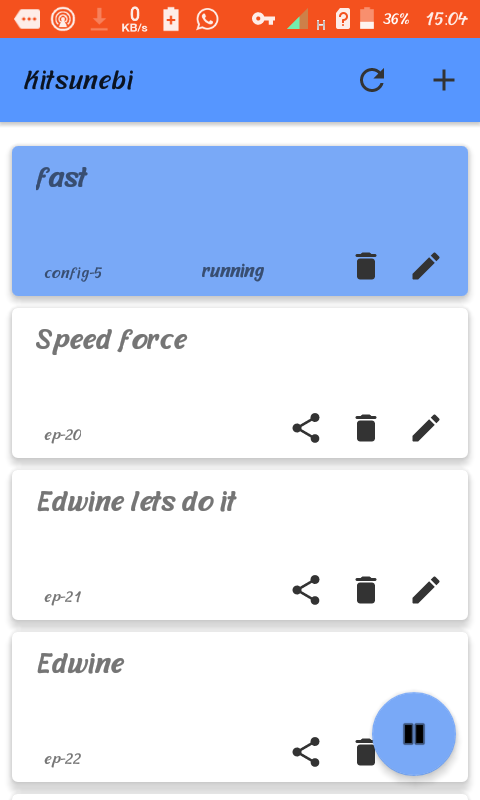 0
KB/s
H
36%
15:04
Kitsunebi
fast
config-5
running
Speed force
ep-20
Edwine lets do it
ep-21
Edwine
ep-22